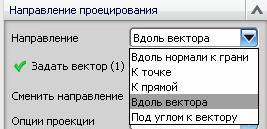 Направление проецирования
Направление
Вдоль вектора
Вдоль нормали к грани
Задать вектор (1)
К точке
К прямой
Сменить направление
Вдоль вектора
Под углом к вектору
Опции проекции